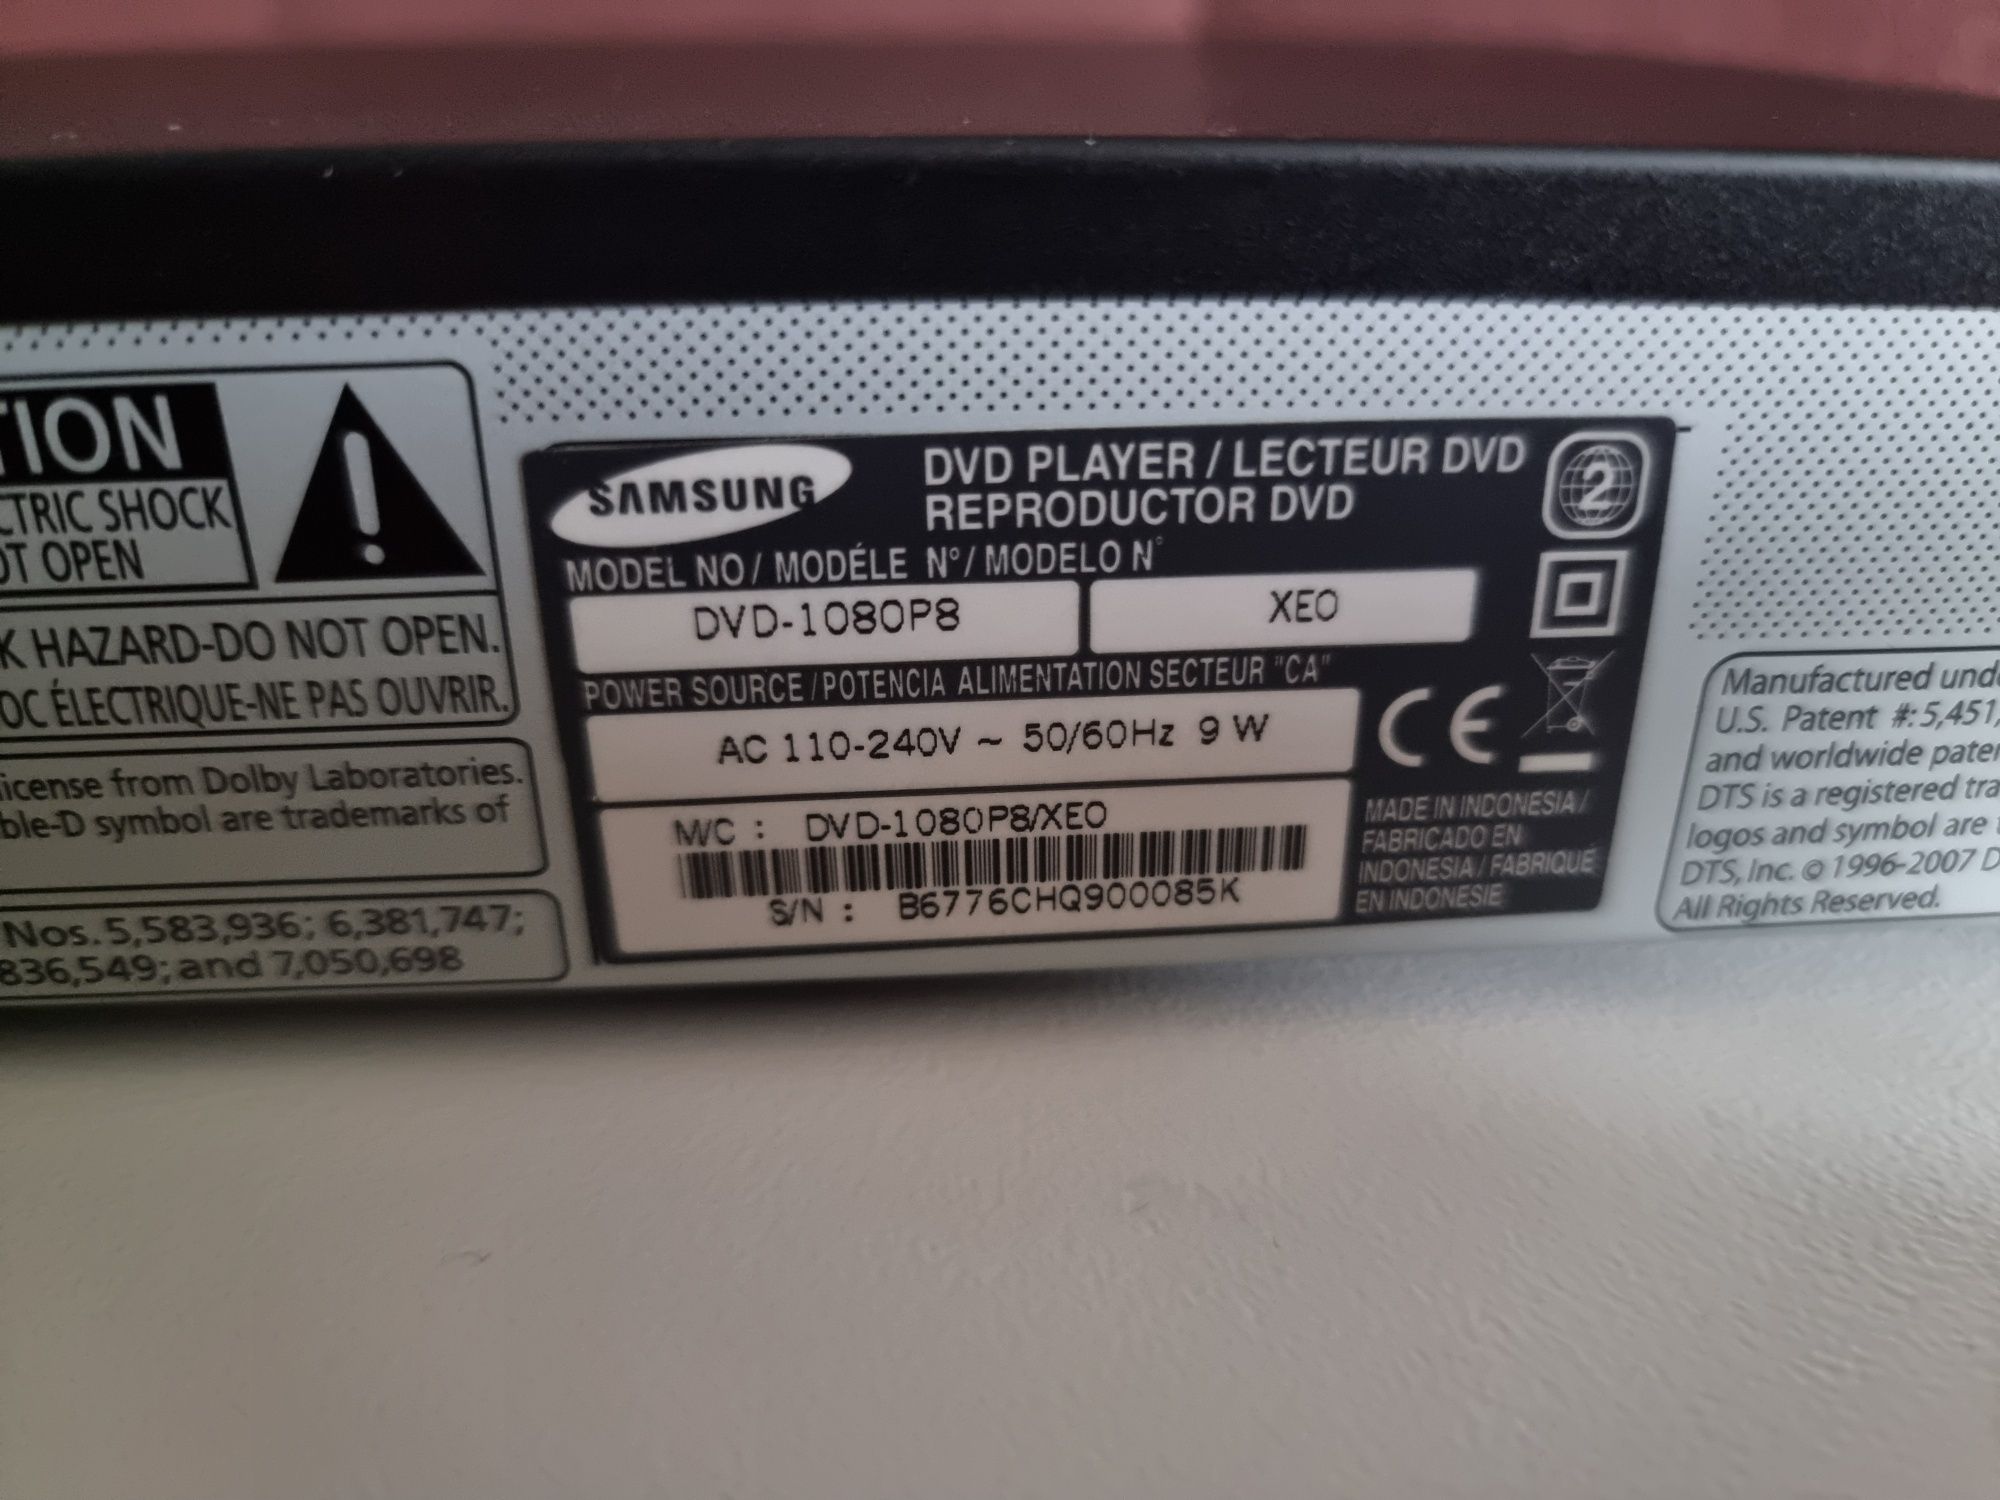 TION
CTRIC SHOCK
OT OPEN
K HAZARD-DO NOT OPEN.
OC ÉLECTRIQUE-NE PAS OUVRIR.
icense from Dolby Laboratories.
ble-D symbol are trademarks of
Nos. 5,583,936; 6,381,747;
836,549; and 7,050,698
SAMSUNG
DVD PLAYER / LECTEUR DVD
REPRODUCTOR DVD
2
MODEL NO / MODÉLE N° / MODELO N°
DVD-1080P8
XEO
POWER SOURCE / POTENCIA ALIMENTATION SECTEUR "CA"
AC 110-240V ~ 50/60Hz 9 W
CE
M/C : DVD-1080P8/XEO
S/N : B6776CHQ900085K
MADE IN INDONESIA /
FABRICADO EN
INDONESIA / FABRIQUÉ
EN INDONESIE
Manufactured unde
U.S. Patent #: 5,451,
and worldwide paten
DTS is a registered tra
logos and symbol are t
DTS, Inc. © 1996-2007 D
All Rights Reserved.